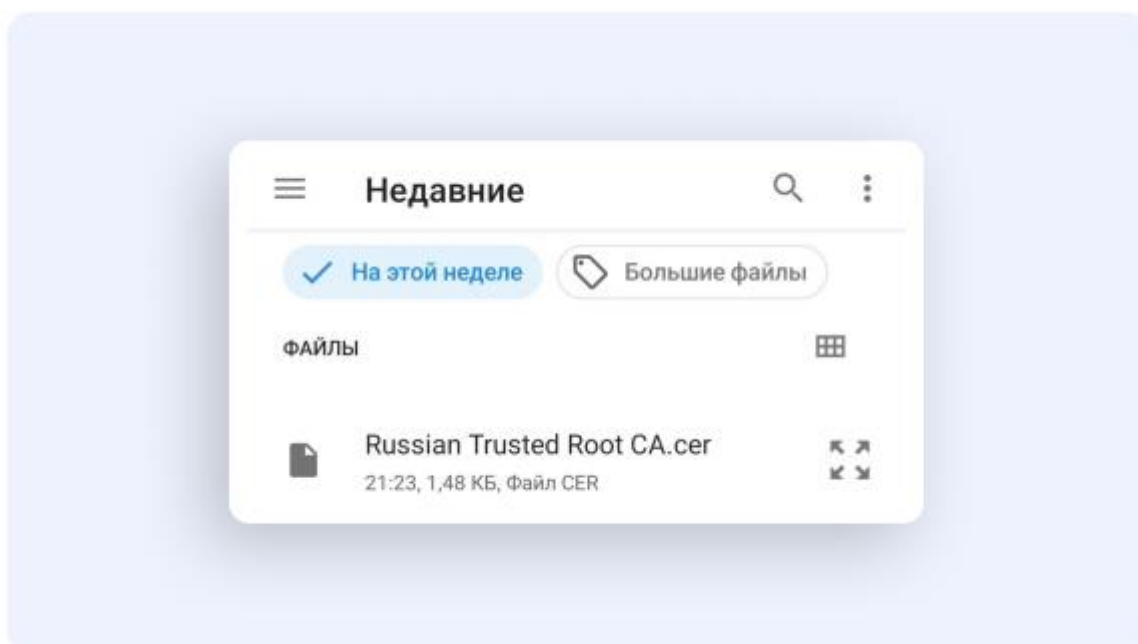 Недавние
На этой неделе
Большие файлы
ФАЙЛЫ
Russian Trusted Root CA.cer
21:23, 1,48 КБ, Файл CER